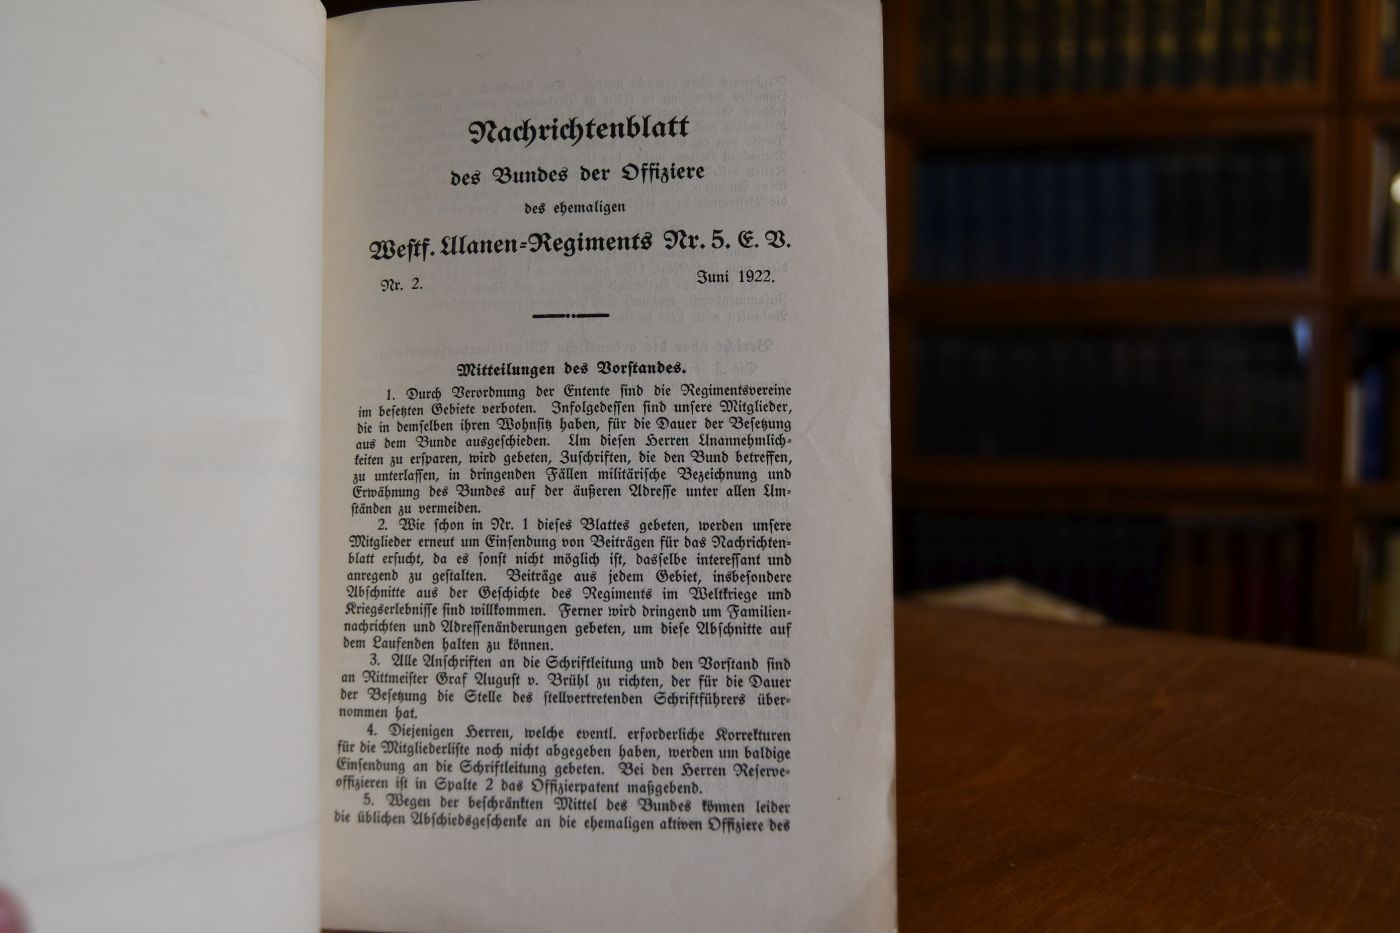 Nachrichtenblatt
des Bundes der Offiziere
des ehemaligen
Westf. Ulanen-Regiments Nr. 5. E. V.
Nr. 2.
Juni 1922.
Mitteilungen des Vorstandes.
1. Durch Verordnung der Entente sind die Regimentsvereine
im besetzten Gebiete verboten. Infolgedessen sind unsere Mitglieder,
die in demselben ihren Wohnsitz haben, für die Dauer der Besetzung
aus dem Bunde ausgeschieden. Um diesen Herren Unannehmlich-
keiten zu ersparen, wird gebeten, Zuschriften, die den Bund betreffen,
zu unterlassen, in dringenden Fällen militärische Bezeichnung und
Erwähnung des Bundes auf der äußeren Adresse unter allen Um-
ständen zu vermeiden.
2. Wie schon in Nr. 1 dieses Blattes gebeten, werden unsere
Mitglieder erneut um Einsendung von Beiträgen für das Nachrichten-
blatt ersucht, da es sonst nicht möglich ist, dasselbe interessant und
anregend zu gestalten. Beiträge aus jedem Gebiet, insbesondere
Abschnitte aus der Geschichte des Regiments im Weltkriege und
Kriegserlebnisse sind willkommen. Ferner wird dringend um Familien-
nachrichten und Adressenänderungen gebeten, um diese Abschnitte auf
dem Laufenden halten zu können.
3. Alle Anschriften an die Schriftleitung und den Vorstand sind
an Rittmeister Graf August v. Brühl zu richten, der für die Dauer
der Besetzung die Stelle des stellvertretenden Schriftführers über-
nommen hat.
4. Diejenigen Herren, welche eventl. erforderliche Korrekturen
für die Mitgliederliste noch nicht abgegeben haben, werden um baldige
Einsendung an die Schriftleitung gebeten. Bei den Herren Reserve-
offizieren ist in Spalte 2 das Offizierpatent maßgebend.
5. Wegen der beschränkten Mittel des Bundes können leider
die üblichen Abschiedsgeschenke an die ehemaligen aktiven Offiziere des